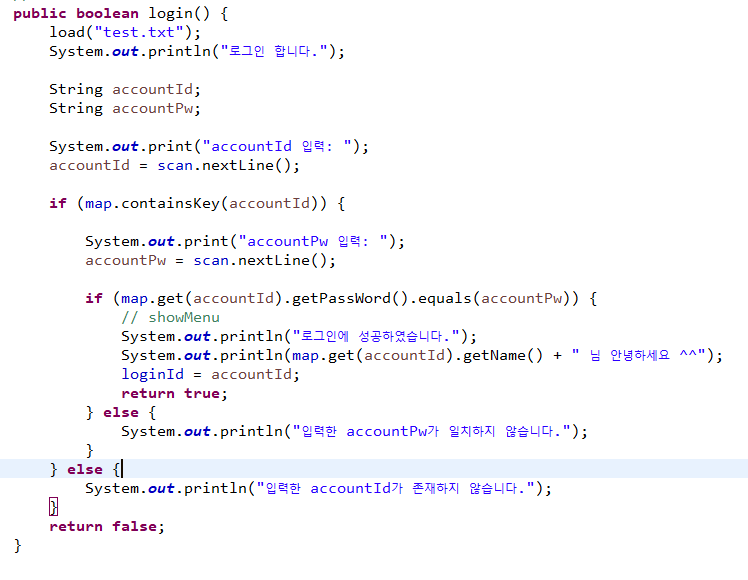 public boolean login() {
load("test.txt");
System.out.println("로그인 합니다.");
String accountId;
String accountPw;
System.out.print("accountId 입력: ");
accountId = scan.nextLine();
if (map.containsKey(accountId)) {
System.out.print("accountPw 입력: ");
accountPw = scan.nextLine();
if (map.get(accountId).getPassWord().equals(accountPw)) {
// showMenu
System.out.println("로그인에 성공하였습니다.");
System.out.println(map.get(accountId).getName() + " 님 안녕하세요 ^^");
loginId = accountId;
return true;
} else {
System.out.println("입력한 accountPw가 일치하지 않습니다.");
}
} else {
System.out.println("입력한 accountId가 존재하지 않습니다.");
}
return false;
}